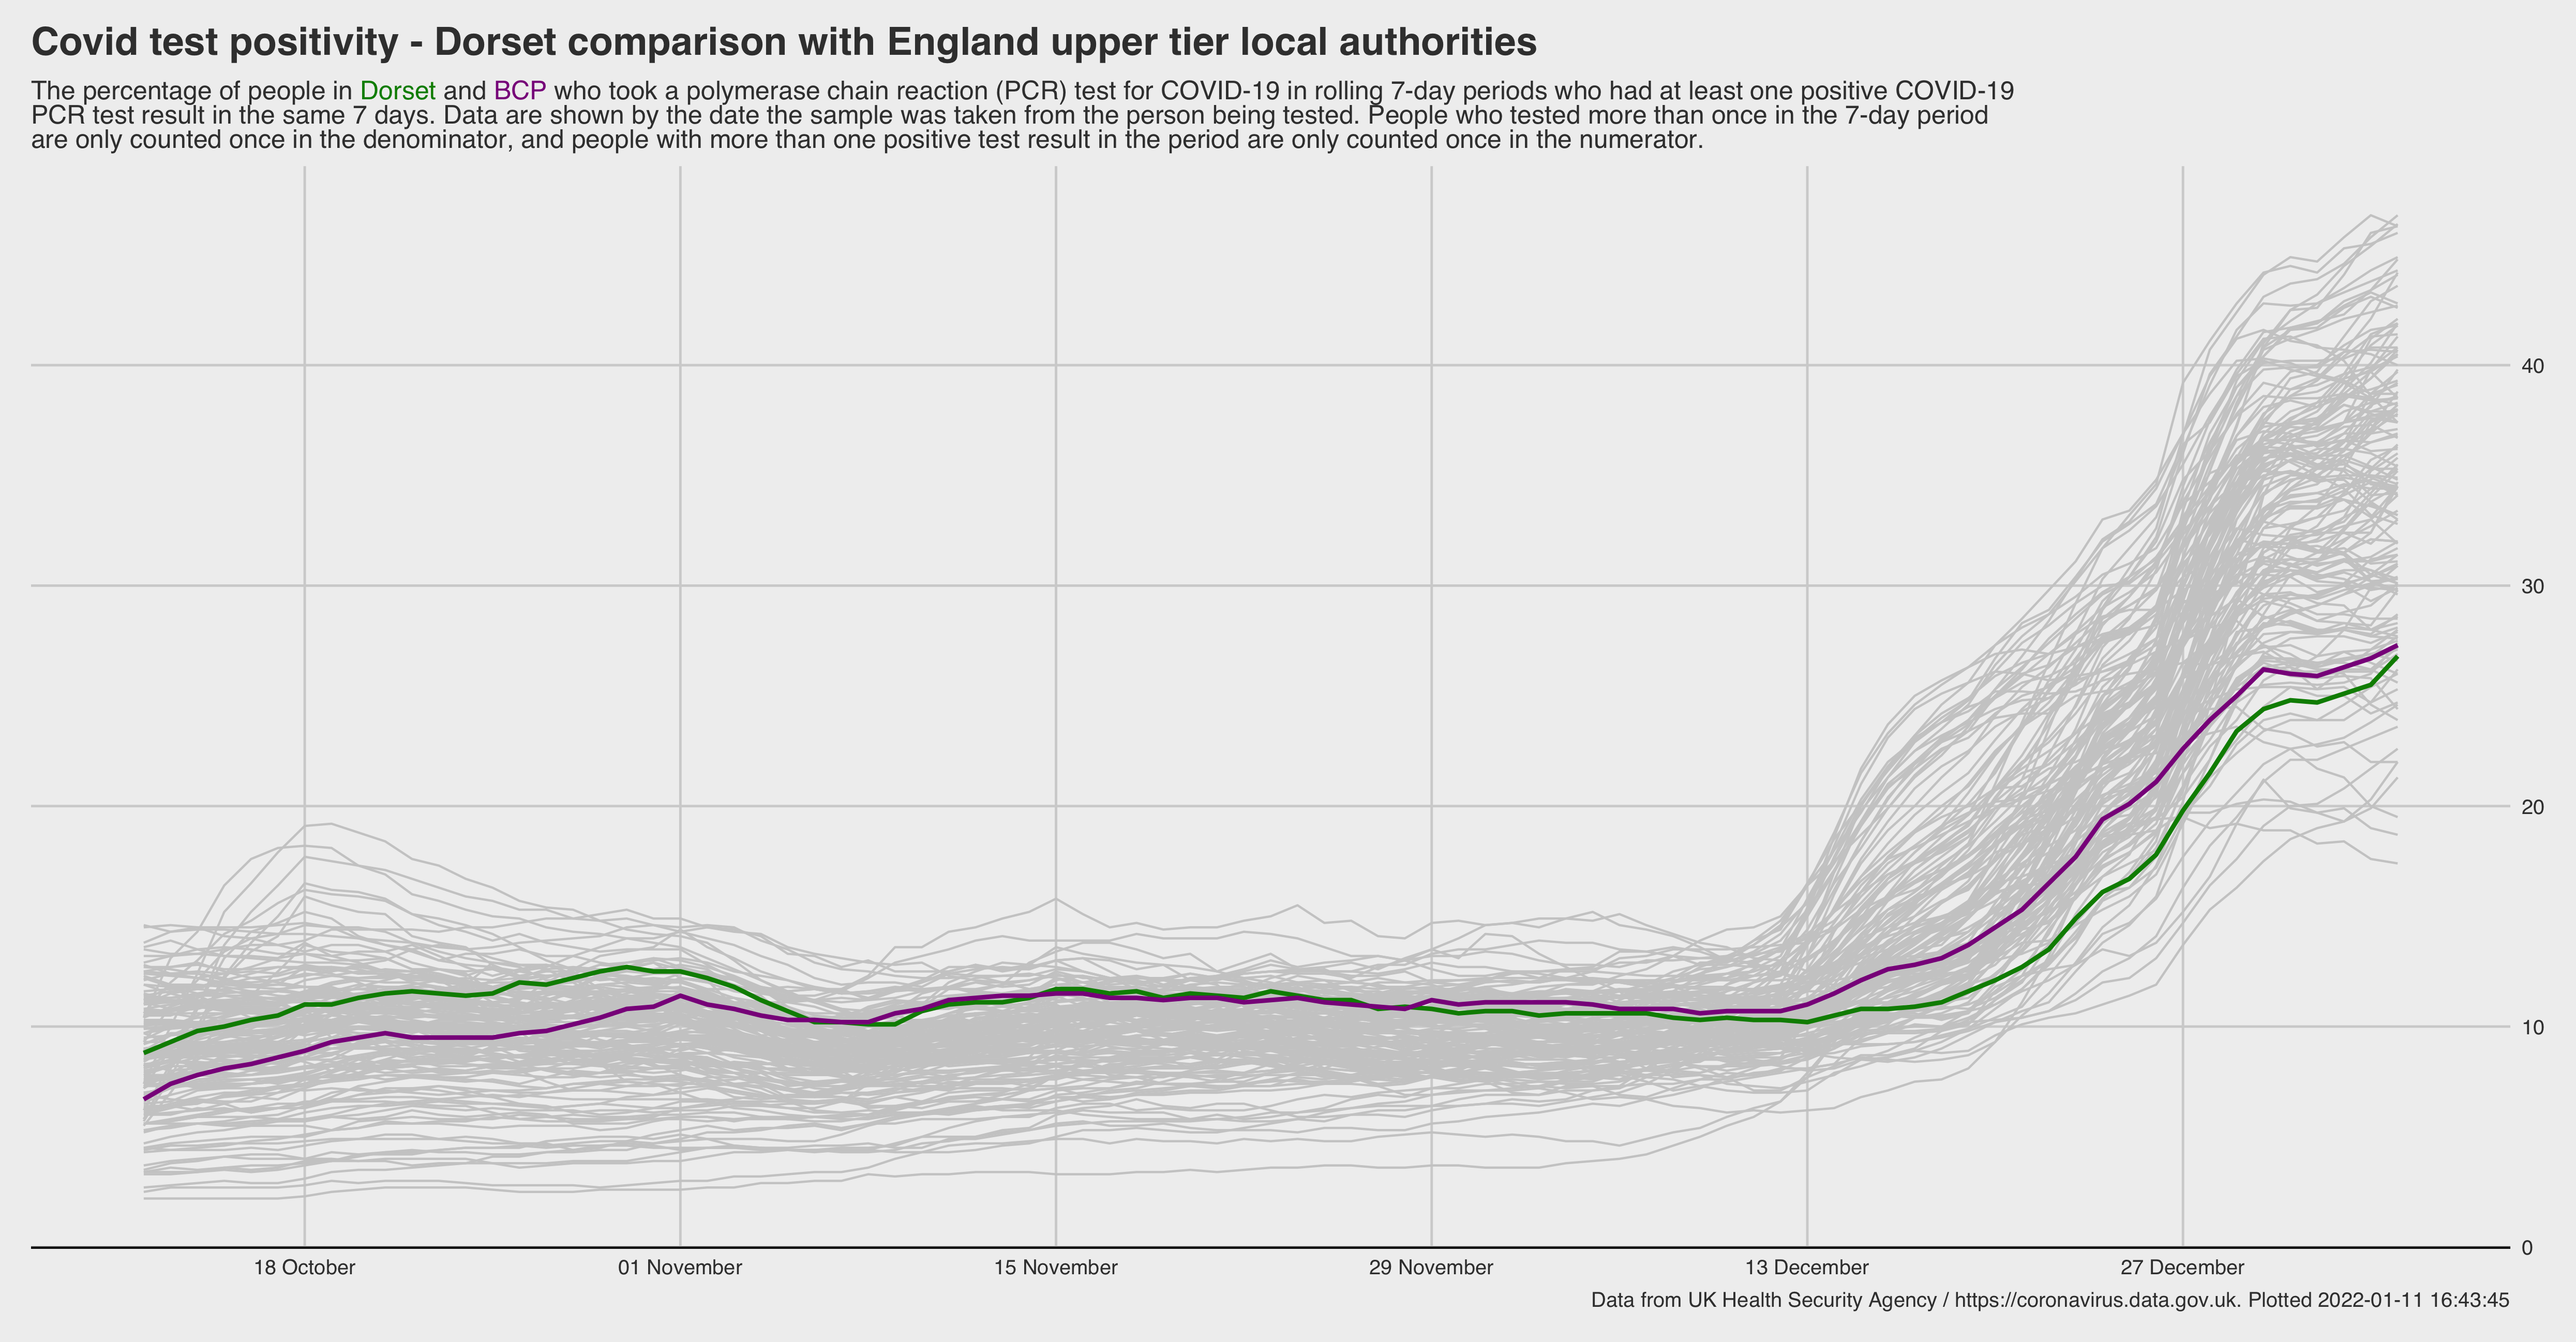 Covid test positivity - Dorset comparison with England upper tier local authorities
The percentage of people in Dorset and BCP who took a polymerase chain reaction (PCR) test for COVID-19 in rolling 7-day periods who had at least one positive COVID-19
PCR test result in the same 7 days. Data are shown by the date the sample was taken from the person being tested. People who tested more than once in the 7-day period
are only counted once in the denominator, and people with more than one positive test result in the period are only counted once in the numerator.
40
30
20
10
0
18 October 01 November 15 November 29 November 13 December 27 December
Data from UK Health Security Agency / https://coronavirus.data.gov.uk. Plotted 2022-01-11 16:43:45